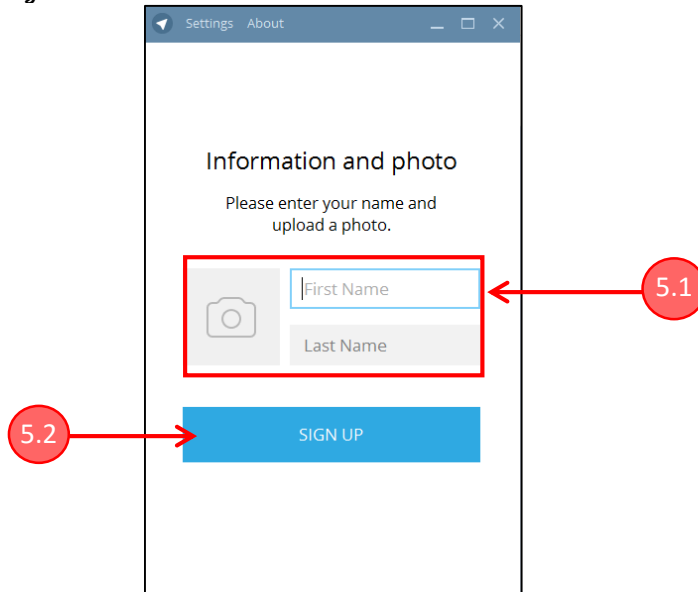 Settings About
Information and photo
Please enter your name and
upload a photo.
First Name
5.1
Last Name
5.2
SIGN UP